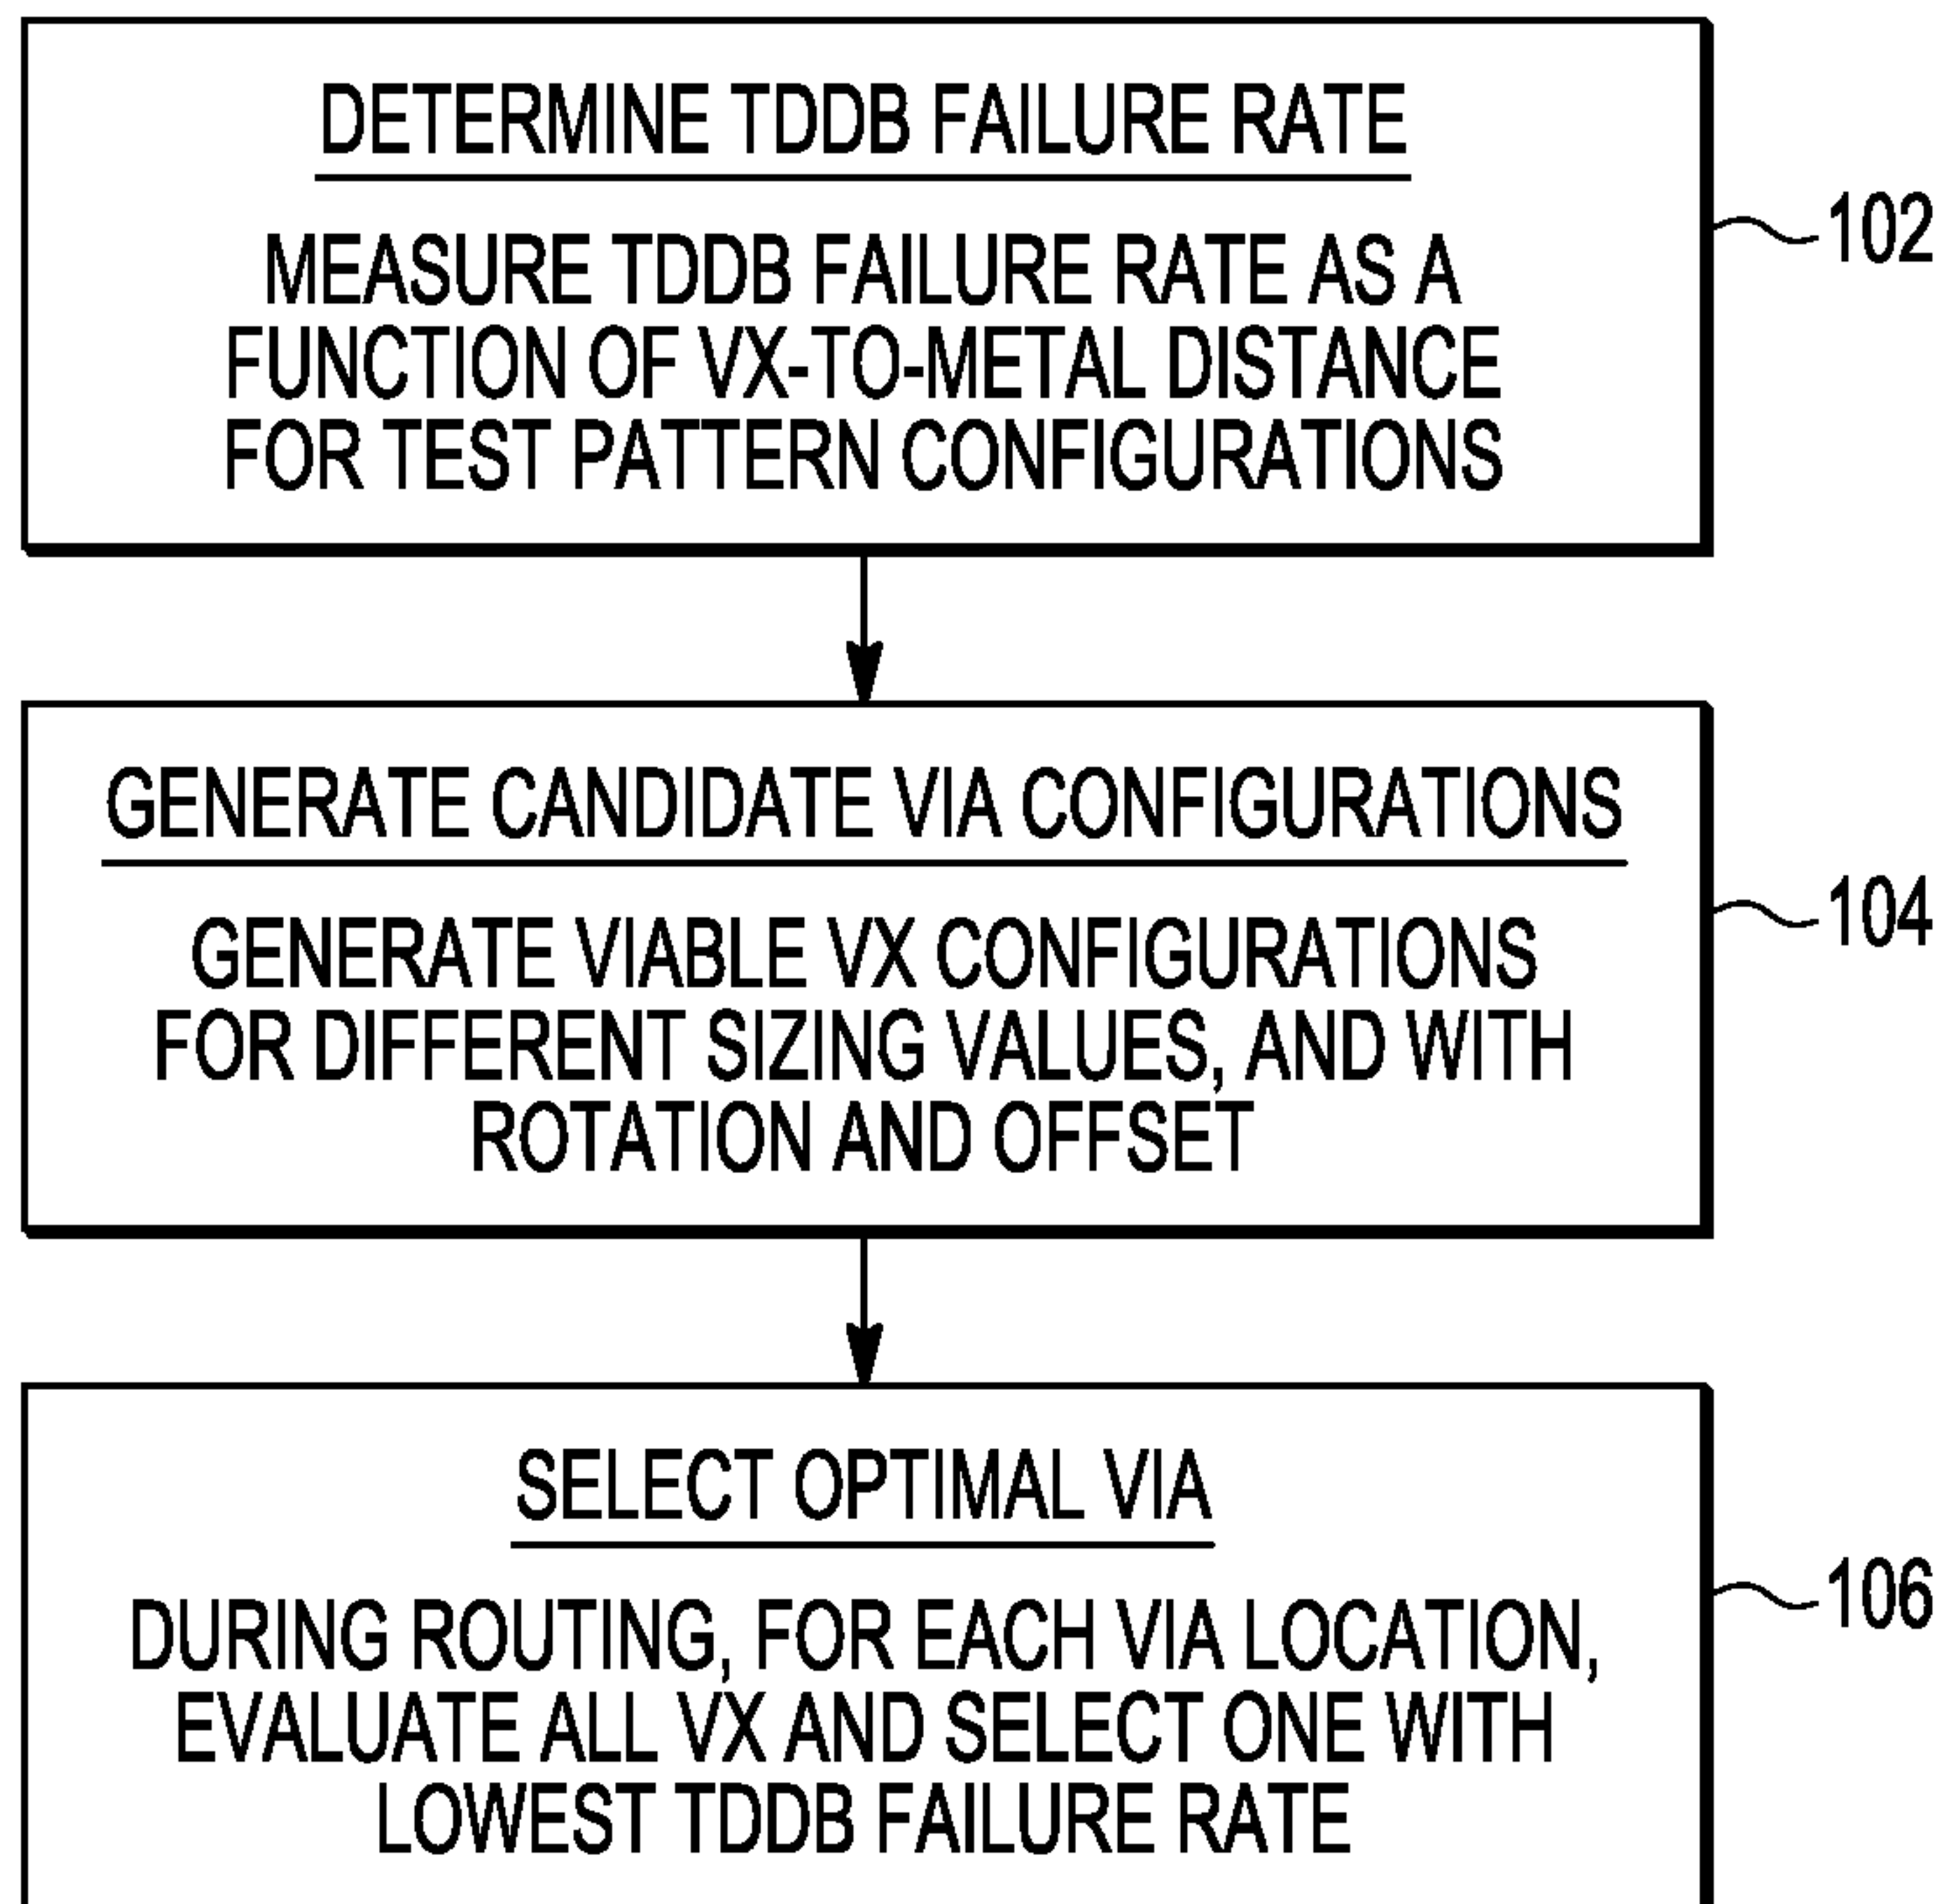 DETERMINE TDDB FAILURE RATE
MEASURE TDDB FAILURE RATE AS A
FUNCTION OF VX-TO-METAL DISTANCE
FOR TEST PATTERN CONFIGURATIONS
102
GENERATE CANDIDATE VIA CONFIGURATIONS
GENERATE VIABLE VX CONFIGURATIONS
FOR DIFFERENT SIZING VALUES, AND WITH
ROTATION AND OFFSET
104
SELECT OPTIMAL VIA
DURING ROUTING, FOR EACH VIA LOCATION,
EVALUATE ALL VX AND SELECT ONE WITH
LOWEST TDDB FAILURE RATE
106